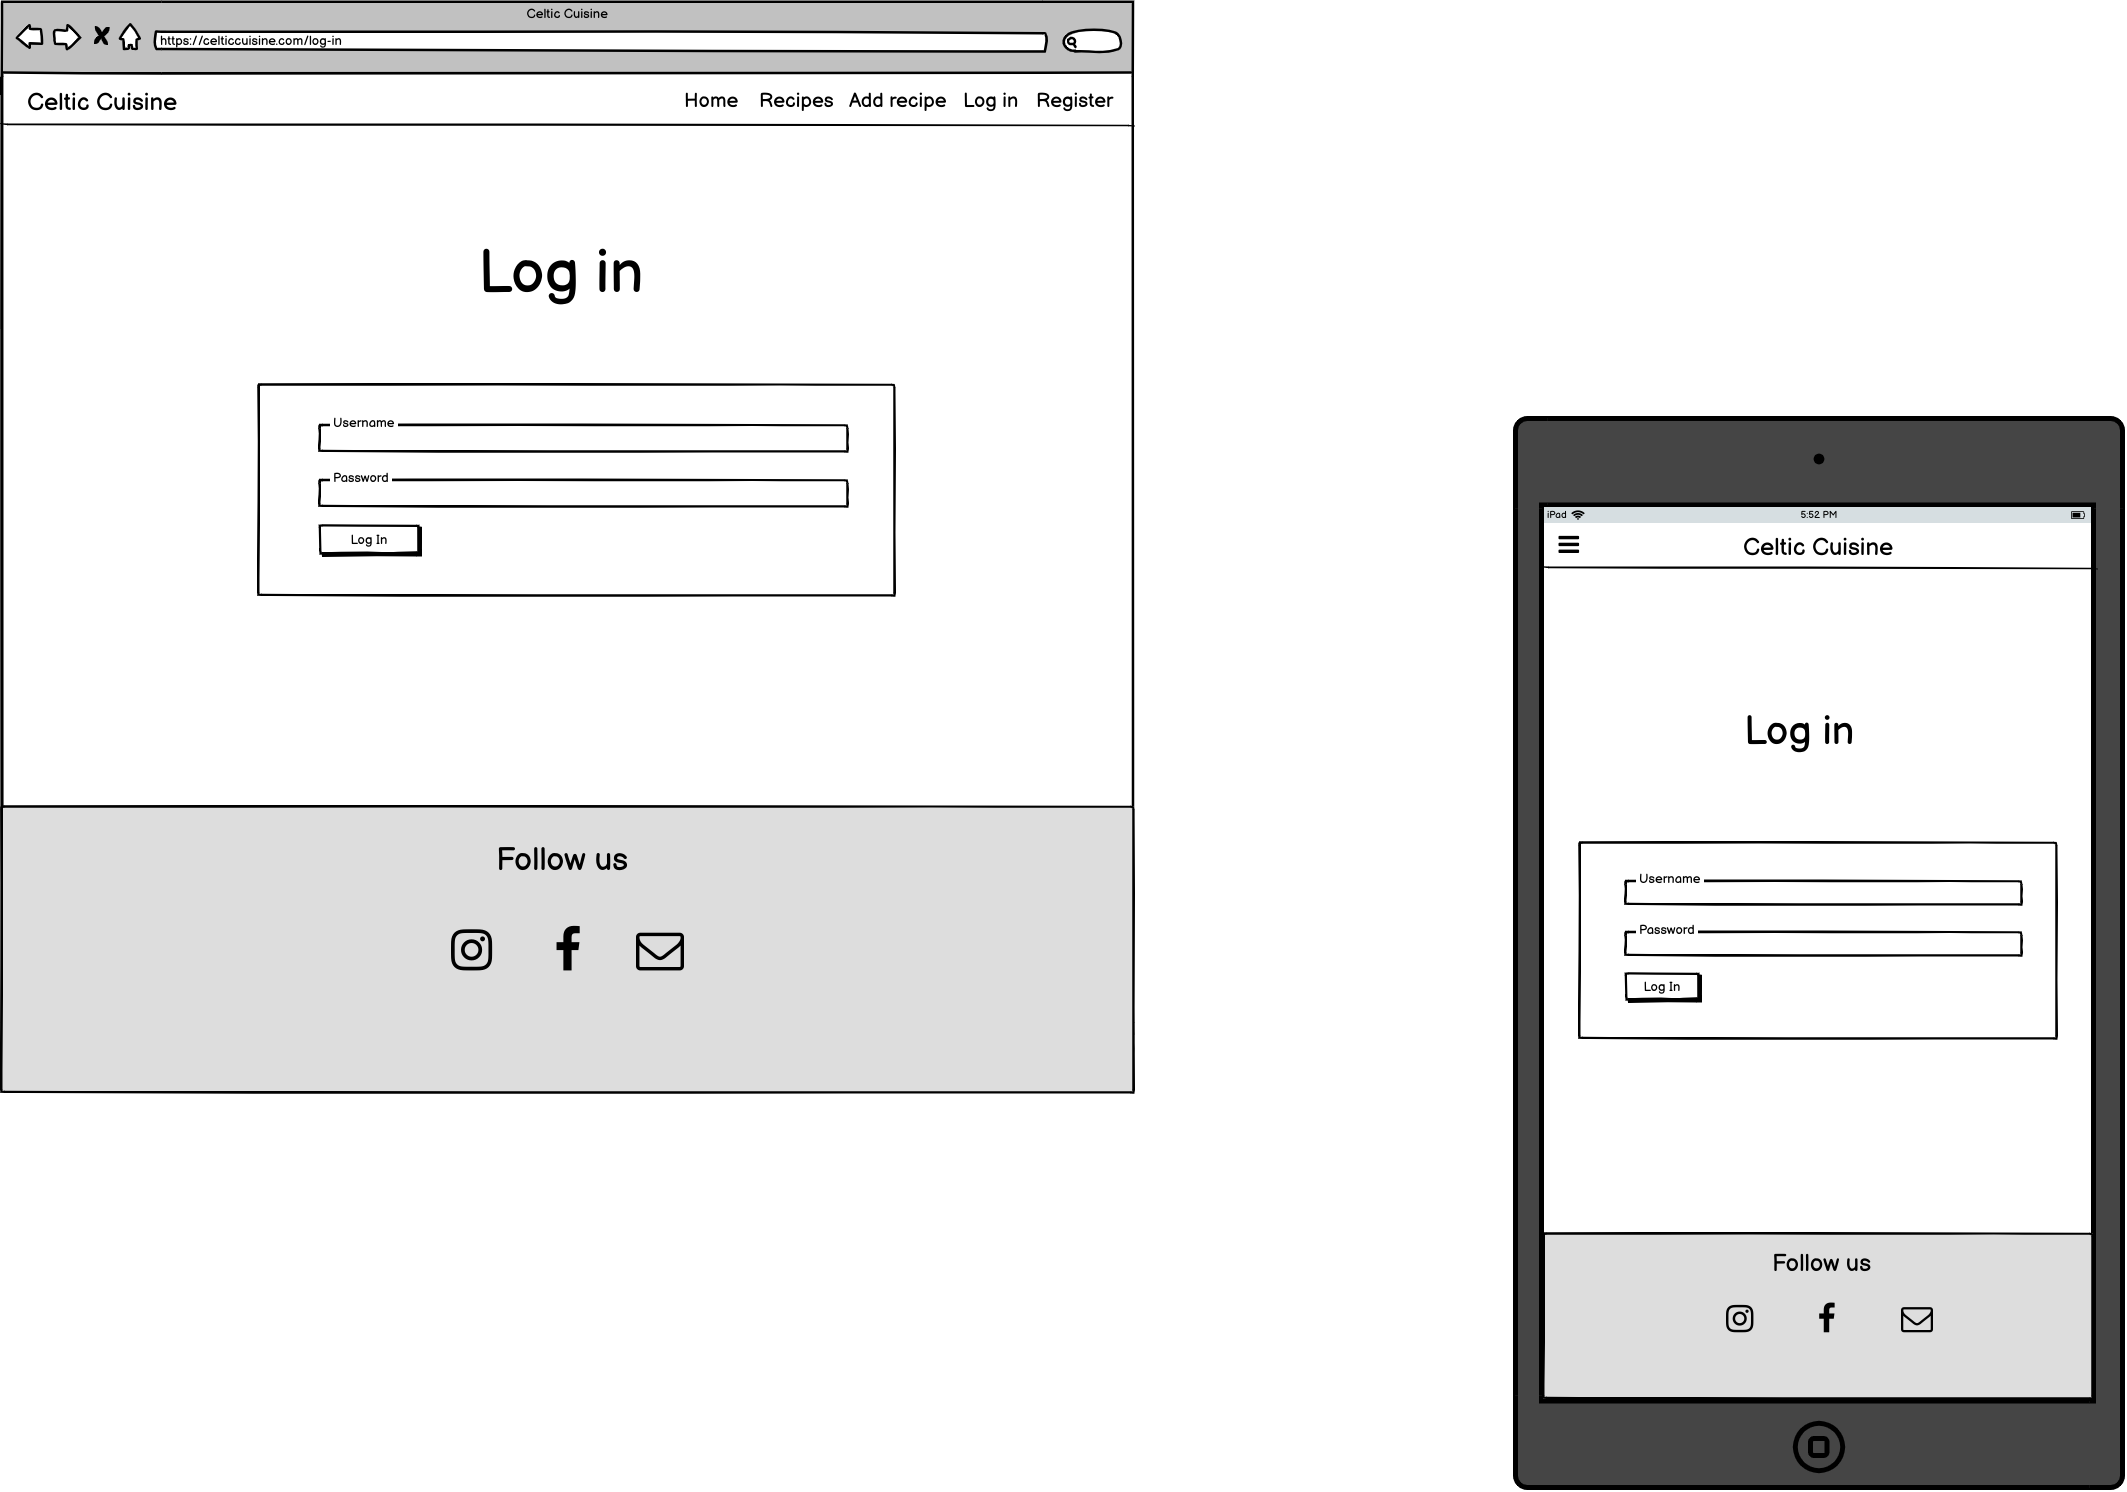 Celtic Cuisine
https://celticcuisine.com/log-in
Celtic Cuisine Home Recipes Add recipe Log in Register
Log in
Username
Password
Log In
Follow us
iPad 5:52 PM
Celtic Cuisine
Log in
Username
Password
Log In
Follow us